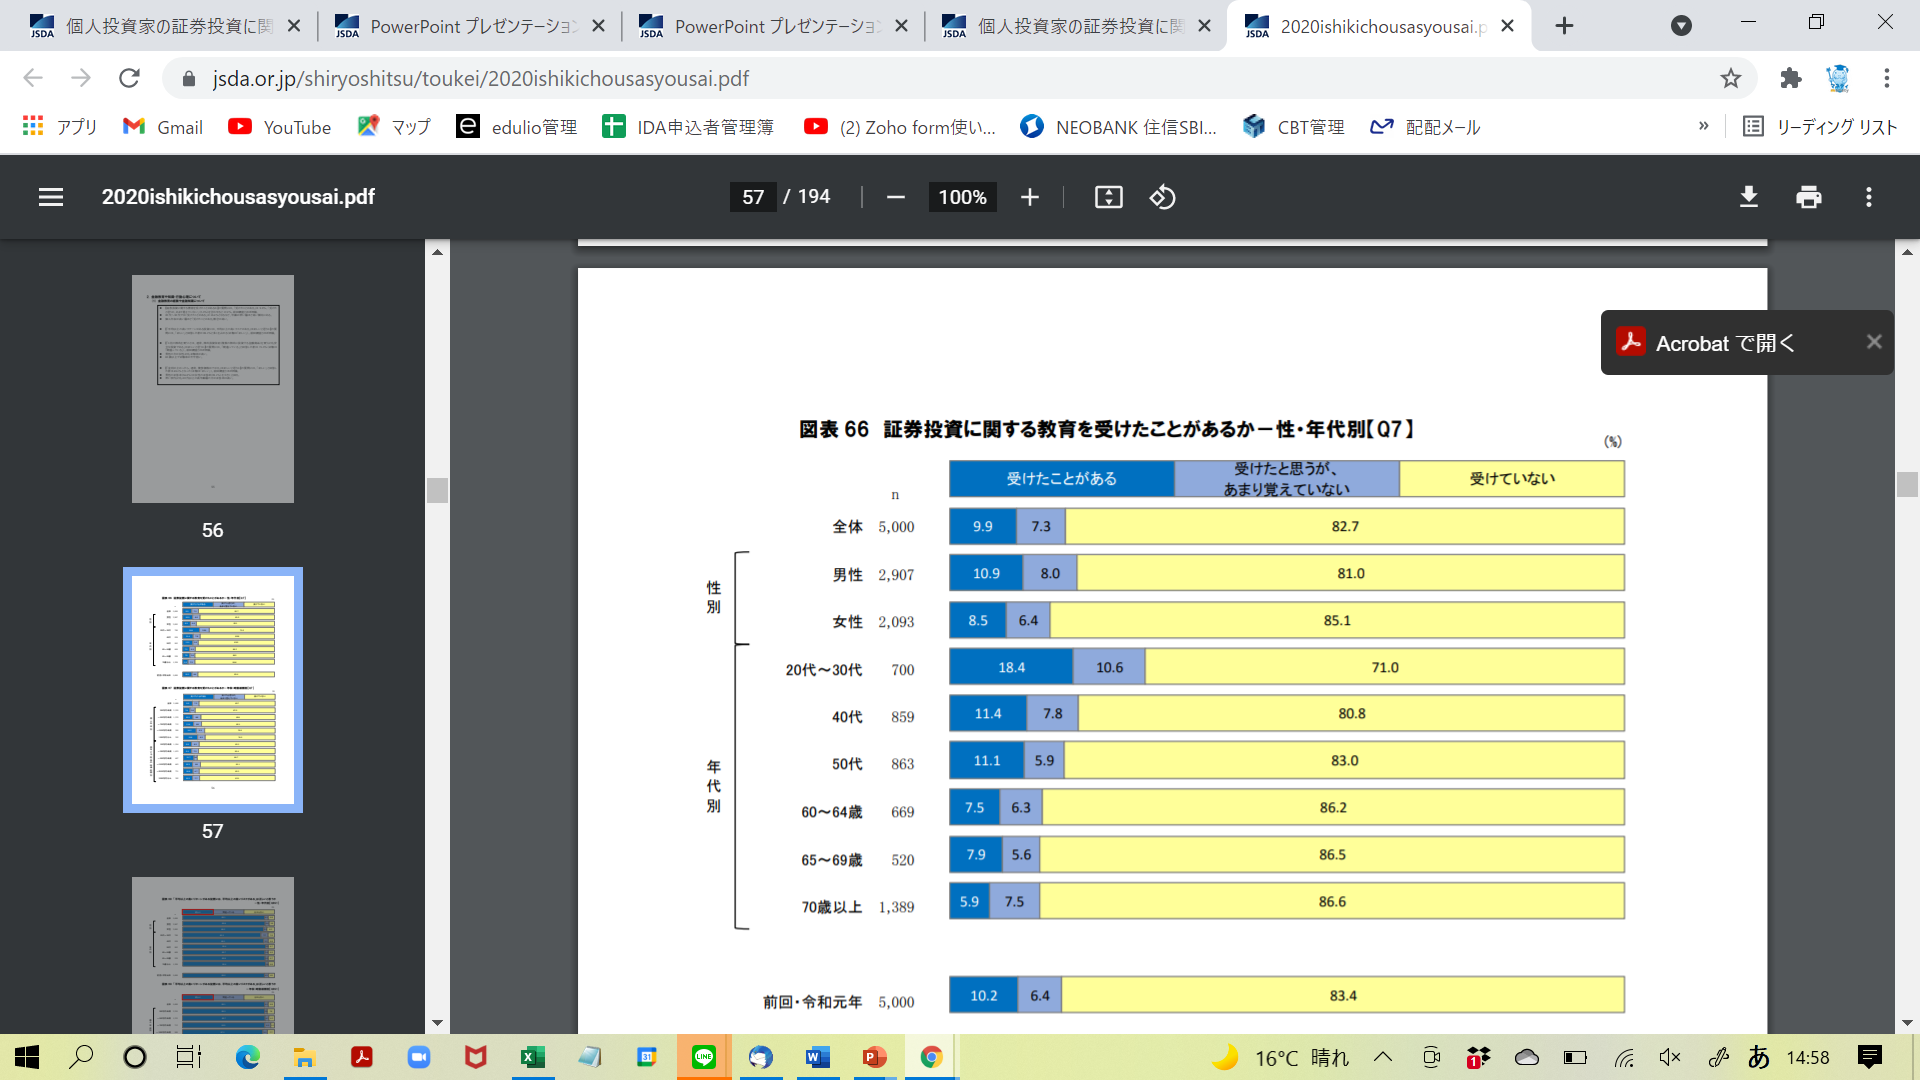 個人投資家の証券投資に関
PowerPoint プレゼンテーション
PowerPoint プレゼンテーション
個人投資家の証券投資に関
2020ishikichousasyousai.p
jsda.or.jp/shiryoshitsu/toukei/2020ishikichousasyousai.pdf
アプリ Gmail YouTube マップ edulio管理 IDA申込者管理簿 (2) Zoho form使い... NEOBANK 住信SBI... CBT管理 配配メール » リーディング リスト
2020ishikichousasyousai.pdf 57 / 194 100%
56
57
Acrobat で開く
図表 66 証券投資に関する教育を受けたことがあるか－性・年代別【Q7】
(%)
n 受けたことがある 受けたと思うが、あまり覚えていない 受けていない
全体 5,000 9.9 7.3 82.7
性別
男性 2,907 10.9 8.0 81.0
女性 2,093 8.5 6.4 85.1
年代別
20代～30代 700 18.4 10.6 71.0
40代 859 11.4 7.8 80.8
50代 863 11.1 5.9 83.0
60～64歳 669 7.5 6.3 86.2
65～69歳 520 7.9 5.6 86.5
70歳以上 1,389 5.9 7.5 86.6
前回・令和元年 5,000 10.2 6.4 83.4
16°C 晴れ あ 14:58